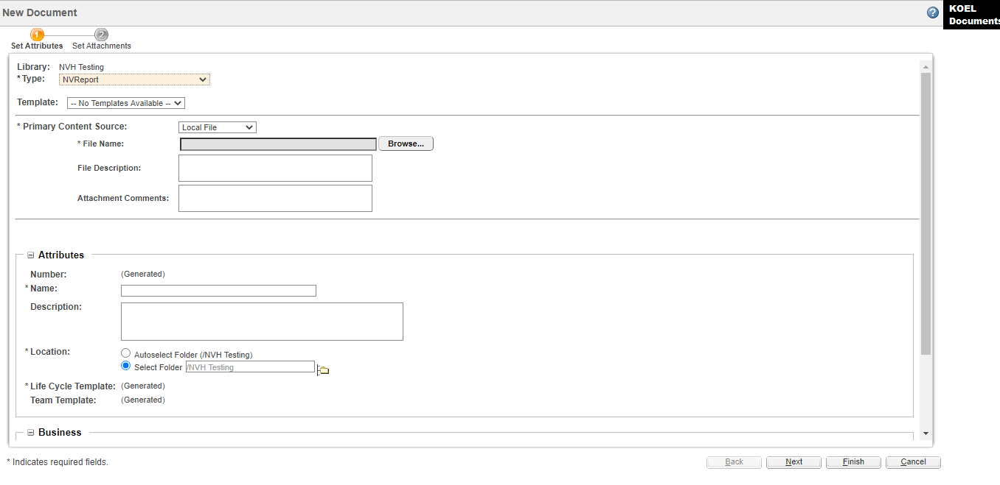 New Document
?
KOEL
Documents
1 2
Set Attributes Set Attachments
Library: NVH Testing
* Type: NVReport
Template: -- No Templates Available --
* Primary Content Source: Local File
* File Name: Browse...
File Description:
Attachment Comments:
Attributes
Number: (Generated)
* Name:
Description:
* Location: Autoselect Folder (/NVH Testing)
Select Folder /NVH Testing
* Life Cycle Template: (Generated)
Team Template: (Generated)
Business
* Indicates required fields.
Back Next Finish Cancel